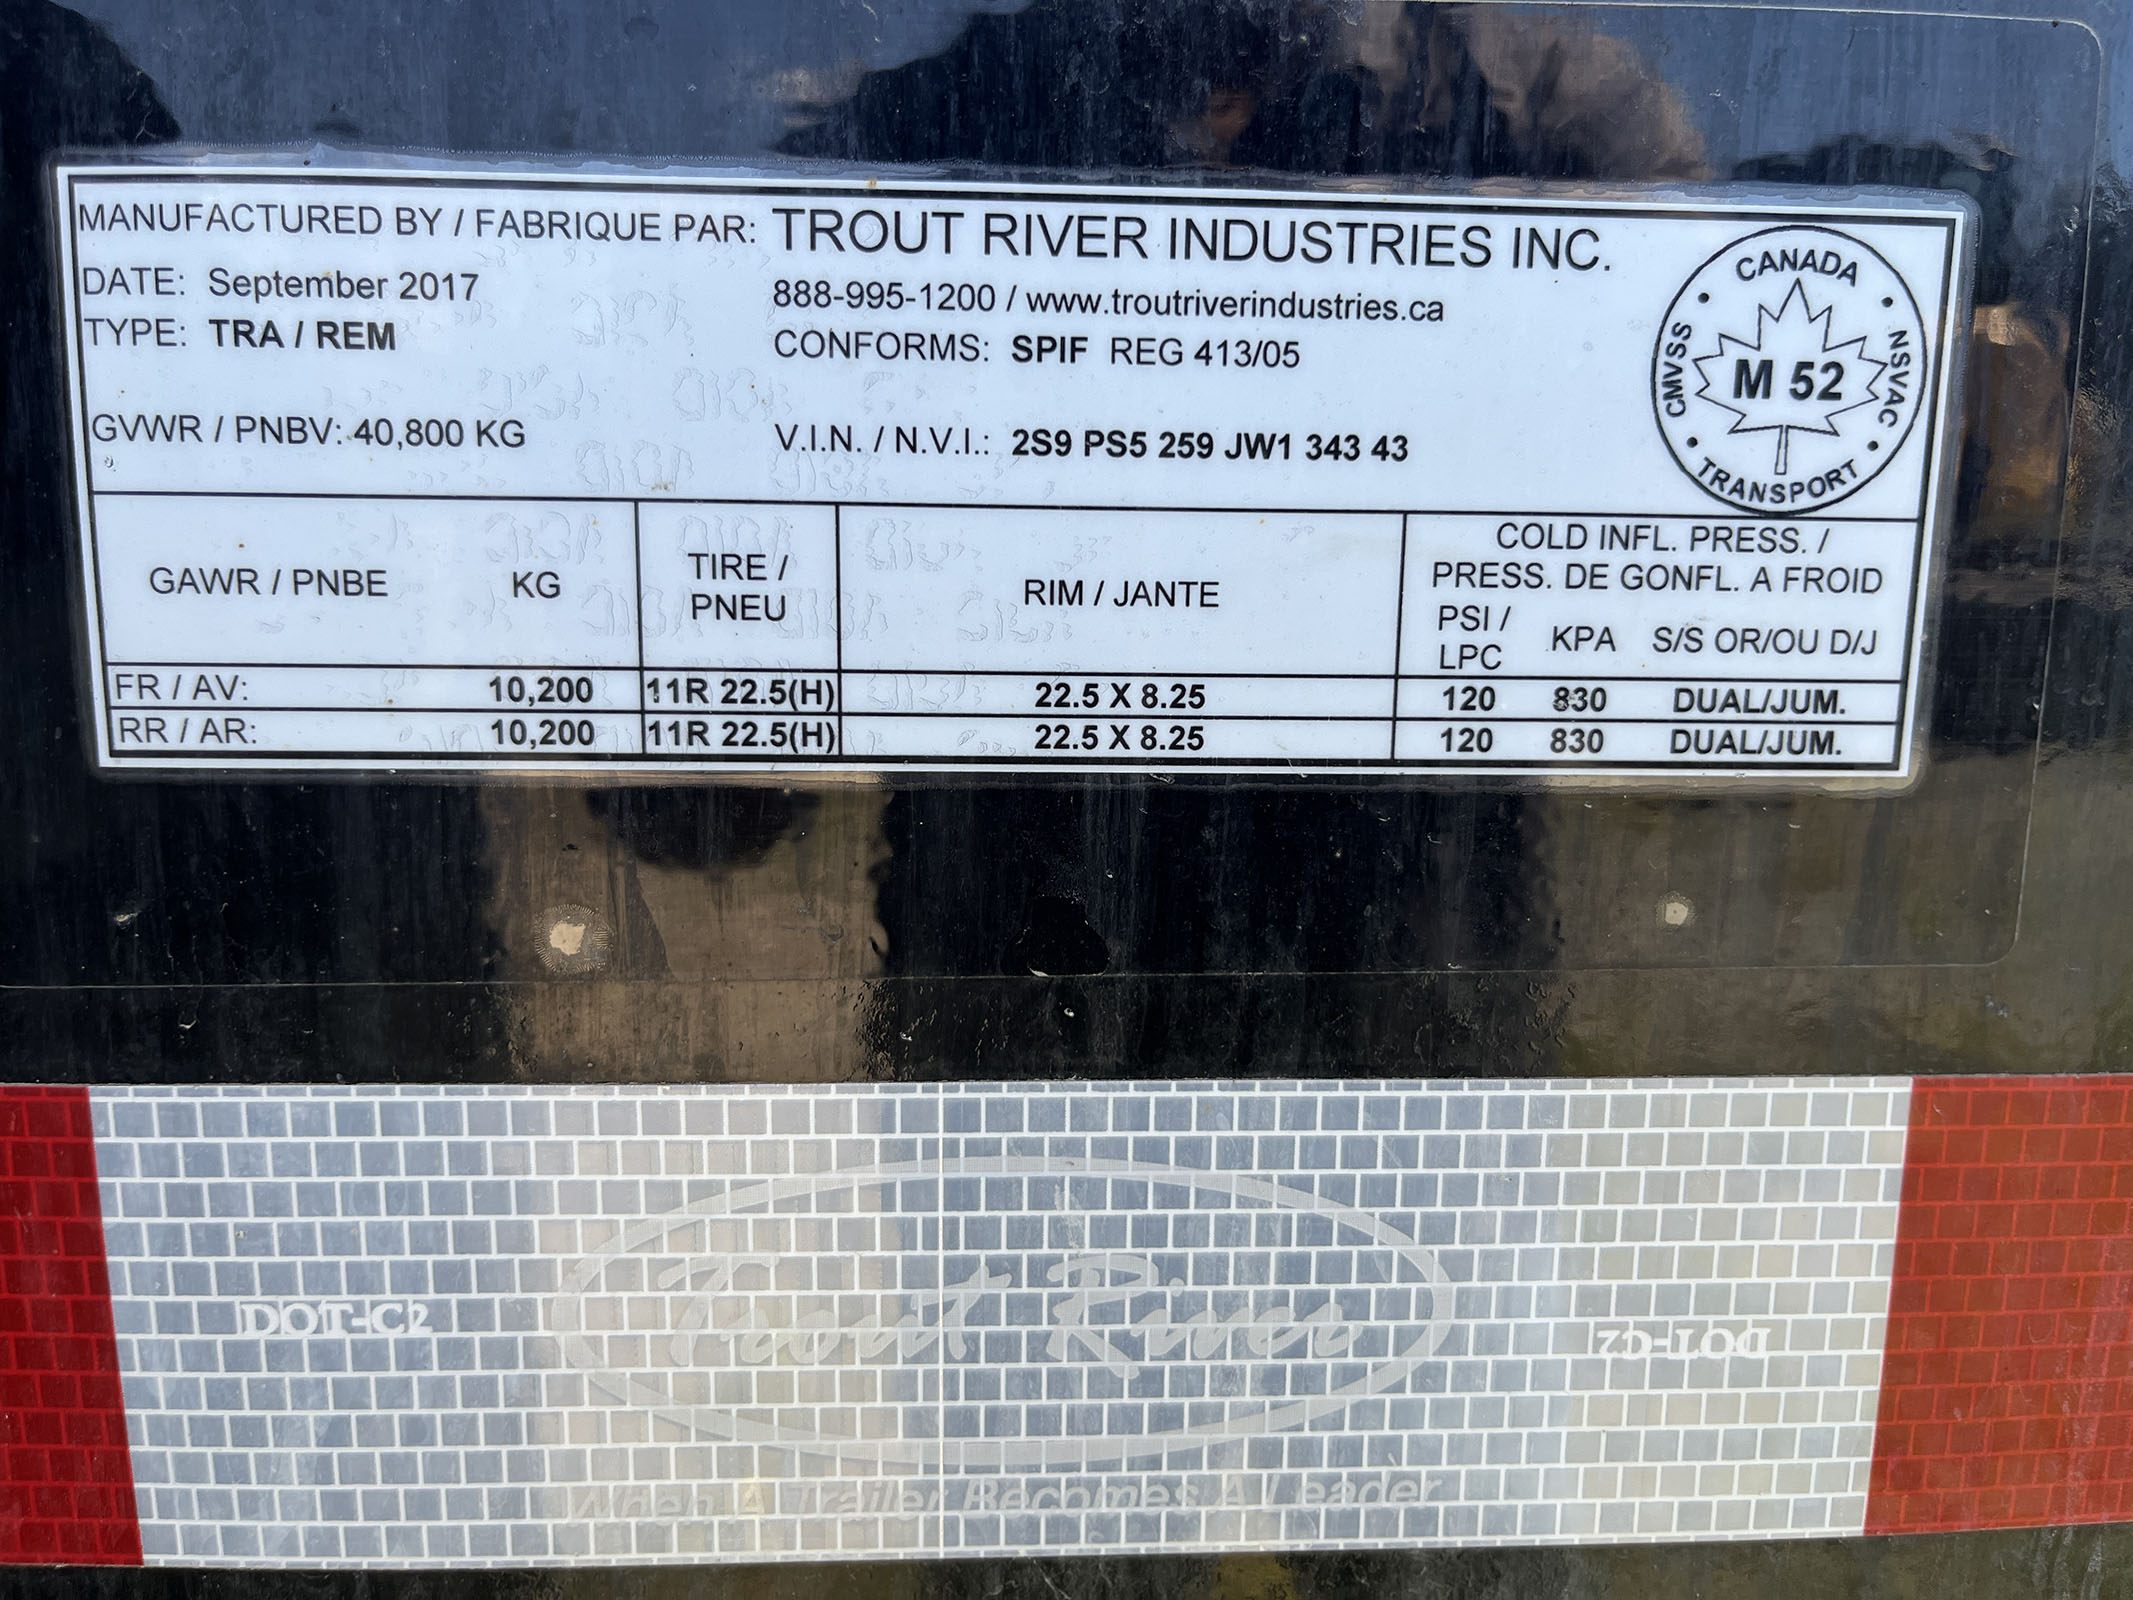 MANUFACTURED BY / FABRIQUE PAR: TROUT RIVER INDUSTRIES INC.
DATE: September 2017
888-995-1200 / www.troutriverindustries.ca
TYPE: TRA / REM
CONFORMS: SPIF REG 413/05
GVWR / PNBV: 40,800 KG
V.I.N. / N.V.I.: 2S9 PS5 259 JW1 343 43
CANADA
CMVSS
M 52
NSVAC
TRANSPORT
GAWR / PNBE KG
TIRE /
PNEU
RIM / JANTE
COLD INFL. PRESS. /
PRESS. DE GONFL. A FROID
PSI /
LPC
KPA
S/S OR/OU D/J
FR / AV: 10,200 11R 22.5(H) 22.5 X 8.25 120 830 DUAL/JUM.
RR / AR: 10,200 11R 22.5(H) 22.5 X 8.25 120 830 DUAL/JUM.
DOT-C2
Trout River
DOT-C2
When A Trailer Becomes A Leader